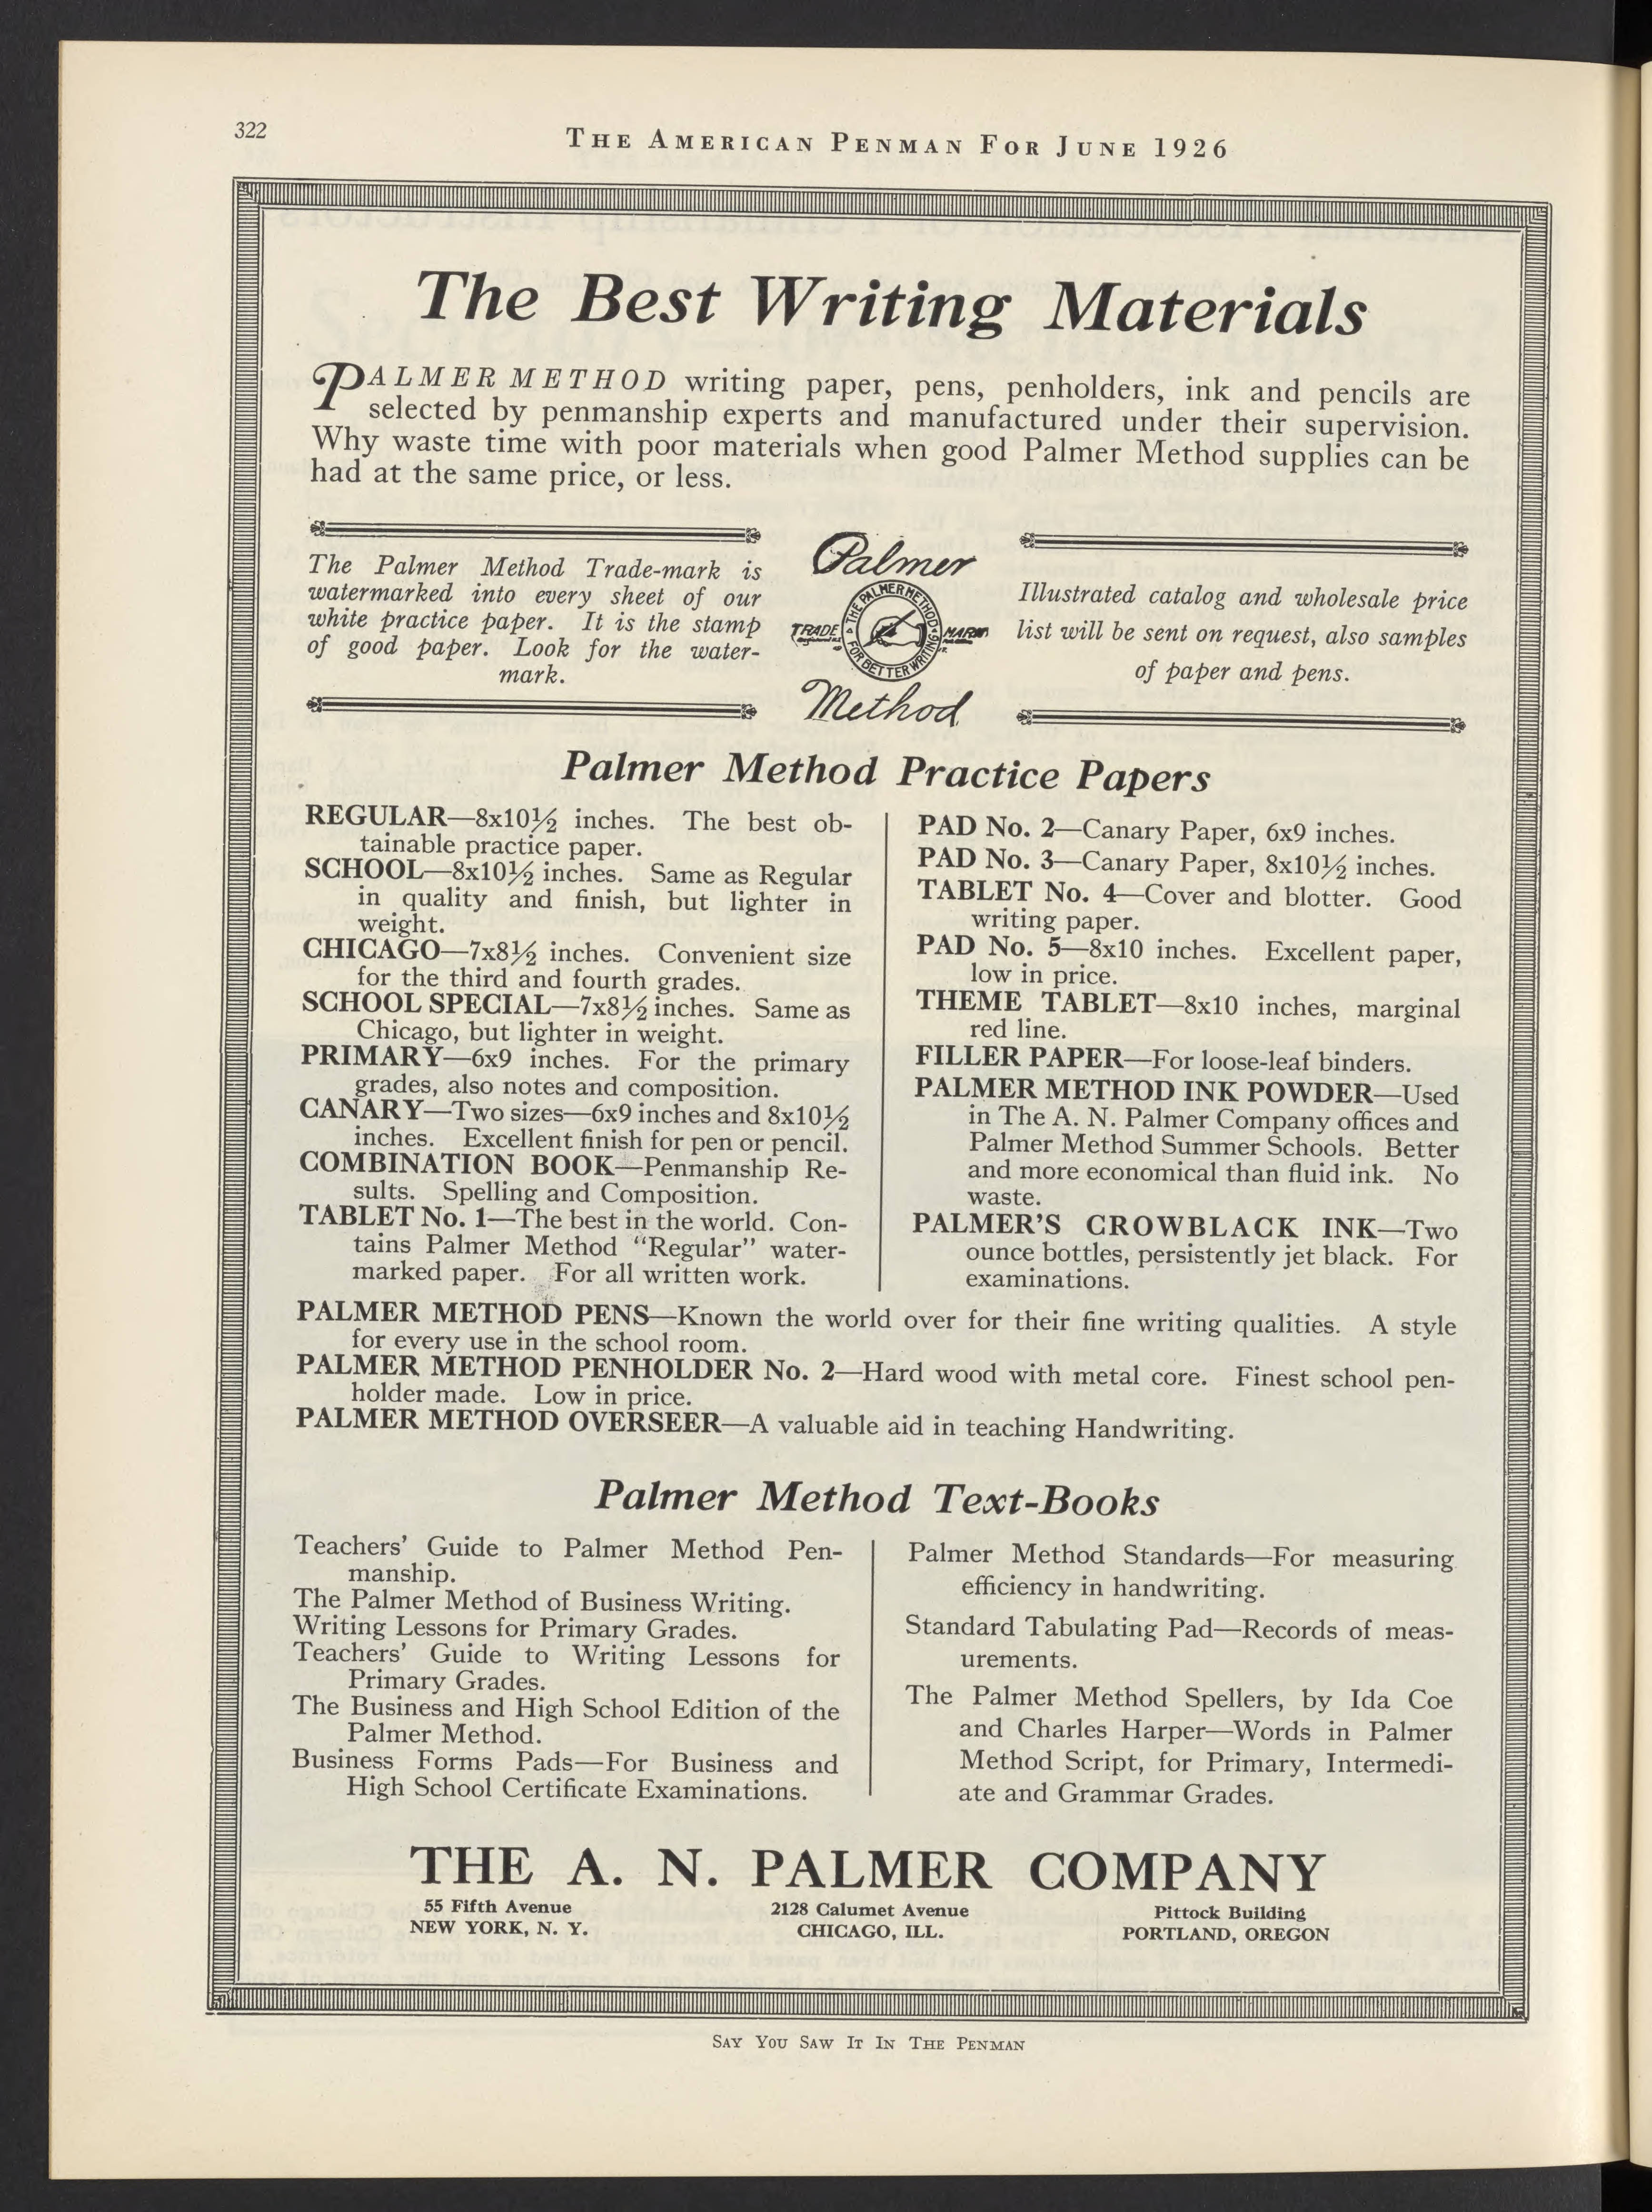 322
THE AMERICAN PENMAN FOR JUNE 1926
The Best Writing Materials
PALMER METHOD writing paper, pens, penholders, ink and pencils are
selected by penmanship experts and manufactured under their supervision.
Why waste time with poor materials when good Palmer Method supplies can be
had at the same price, or less.
The Palmer Method Trade-mark is
watermarked into every sheet of our
white practice paper. It is the stamp
of good paper. Look for the water-
mark.
Palmer
THE PALMER METHOD
TRADE MARK
FOR BETTER WRITING
Method
Illustrated catalog and wholesale price
list will be sent on request, also samples
of paper and pens.
Palmer Method Practice Papers
REGULAR—8x10½ inches. The best ob-
tainable practice paper.
SCHOOL—8x10½ inches. Same as Regular
in quality and finish, but lighter in
weight.
CHICAGO—7x8½ inches. Convenient size
for the third and fourth grades.
SCHOOL SPECIAL—7x8½ inches. Same as
Chicago, but lighter in weight.
PRIMARY—6x9 inches. For the primary
grades, also notes and composition.
CANARY—Two sizes—6x9 inches and 8x10½
inches. Excellent finish for pen or pencil.
COMBINATION BOOK—Penmanship Re-
sults. Spelling and Composition.
TABLET No. 1—The best in the world. Con-
tains Palmer Method "Regular" water-
marked paper. For all written work.
PAD No. 2—Canary Paper, 6x9 inches.
PAD No. 3—Canary Paper, 8x10½ inches.
TABLET No. 4—Cover and blotter. Good
writing paper.
PAD No. 5—8x10 inches. Excellent paper,
low in price.
THEME TABLET—8x10 inches, marginal
red line.
FILLER PAPER—For loose-leaf binders.
PALMER METHOD INK POWDER—Used
in The A. N. Palmer Company offices and
Palmer Method Summer Schools. Better
and more economical than fluid ink. No
waste.
PALMER'S CROWBLACK INK—Two
ounce bottles, persistently jet black. For
examinations.
PALMER METHOD PENS—Known the world over for their fine writing qualities. A style
for every use in the school room.
PALMER METHOD PENHOLDER No. 2—Hard wood with metal core. Finest school pen-
holder made. Low in price.
PALMER METHOD OVERSEER—A valuable aid in teaching Handwriting.
Palmer Method Text-Books
Teachers' Guide to Palmer Method Pen-
manship.
The Palmer Method of Business Writing.
Writing Lessons for Primary Grades.
Teachers' Guide to Writing Lessons for
Primary Grades.
The Business and High School Edition of the
Palmer Method.
Business Forms Pads—For Business and
High School Certificate Examinations.
Palmer Method Standards—For measuring
efficiency in handwriting.
Standard Tabulating Pad—Records of meas-
urements.
The Palmer Method Spellers, by Ida Coe
and Charles Harper—Words in Palmer
Method Script, for Primary, Intermedi-
ate and Grammar Grades.
THE A. N. PALMER COMPANY
55 Fifth Avenue
NEW YORK, N. Y.
2128 Calumet Avenue
CHICAGO, ILL.
Pittock Building
PORTLAND, OREGON
SAY YOU SAW IT IN THE PENMAN